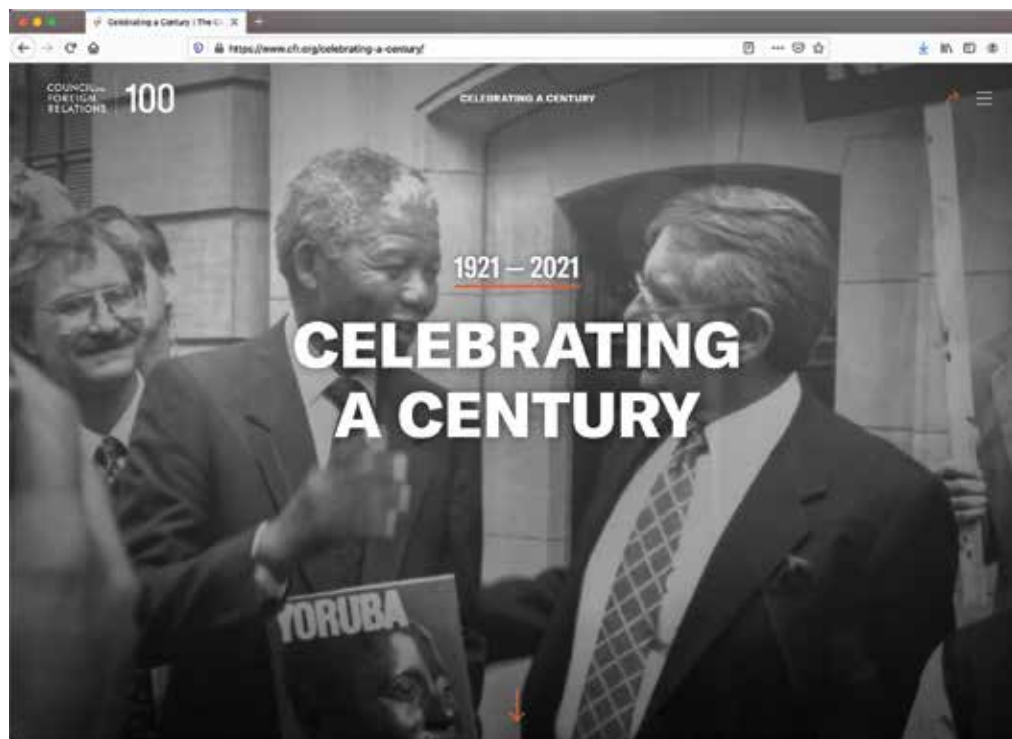 Celebrating a Century | The C
https://www.cfr.org/celebrating-a-century/
COUNCIL on
FOREIGN
RELATIONS
100
CELEBRATING A CENTURY
1921 – 2021
CELEBRATING
A CENTURY
YORUBA